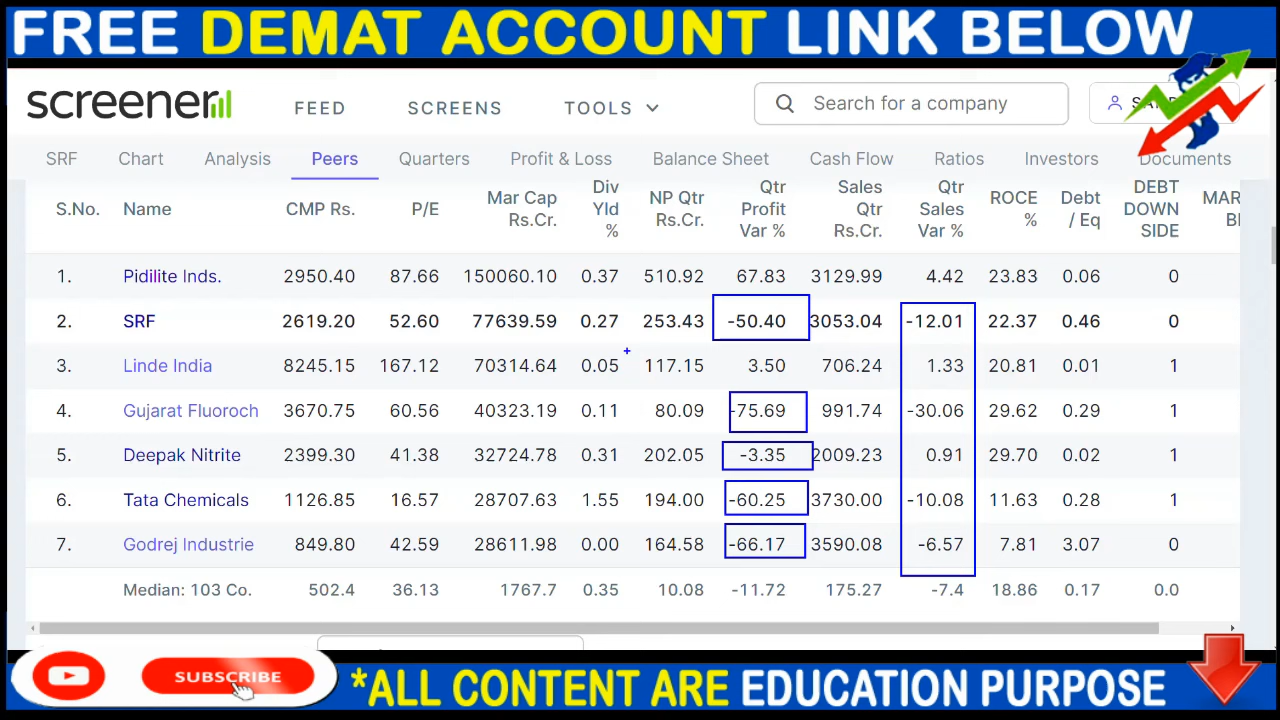 FREE DEMAT ACCOUNT LINK BELOW
screener FEED SCREENS TOOLS Search for a company
SRF Chart Analysis Peers Quarters Profit & Loss Balance Sheet Cash Flow Ratios Investors Documents
S.No. Name CMP Rs. P/E Mar Cap Rs.Cr. Div Yld % NP Qtr Rs.Cr. Qtr Profit Var % Sales Qtr Rs.Cr. Qtr Sales Var % ROCE % Debt / Eq DEBT DOWN SIDE
1. Pidilite Inds. 2950.40 87.66 150060.10 0.37 510.92 67.83 3129.99 4.42 23.83 0.06 0
2. SRF 2619.20 52.60 77639.59 0.27 253.43 -50.40 3053.04 -12.01 22.37 0.46 0
3. Linde India 8245.15 167.12 70314.64 0.05 117.15 3.50 706.24 1.33 20.81 0.01 1
4. Gujarat Fluoroch 3670.75 60.56 40323.19 0.11 80.09 -75.69 991.74 -30.06 29.62 0.29 1
5. Deepak Nitrite 2399.30 41.38 32724.78 0.31 202.05 -3.35 2009.23 0.91 29.70 0.02 1
6. Tata Chemicals 1126.85 16.57 28707.63 1.55 194.00 -60.25 3730.00 -10.08 11.63 0.28 1
7. Godrej Industrie 849.80 42.59 28611.98 0.00 164.58 -66.17 3590.08 -6.57 7.81 3.07 0
Median: 103 Co. 502.4 36.13 1767.7 0.35 10.08 -11.72 175.27 -7.4 18.86 0.17 0.0
SUBSCRIBE
*ALL CONTENT ARE EDUCATION PURPOSE